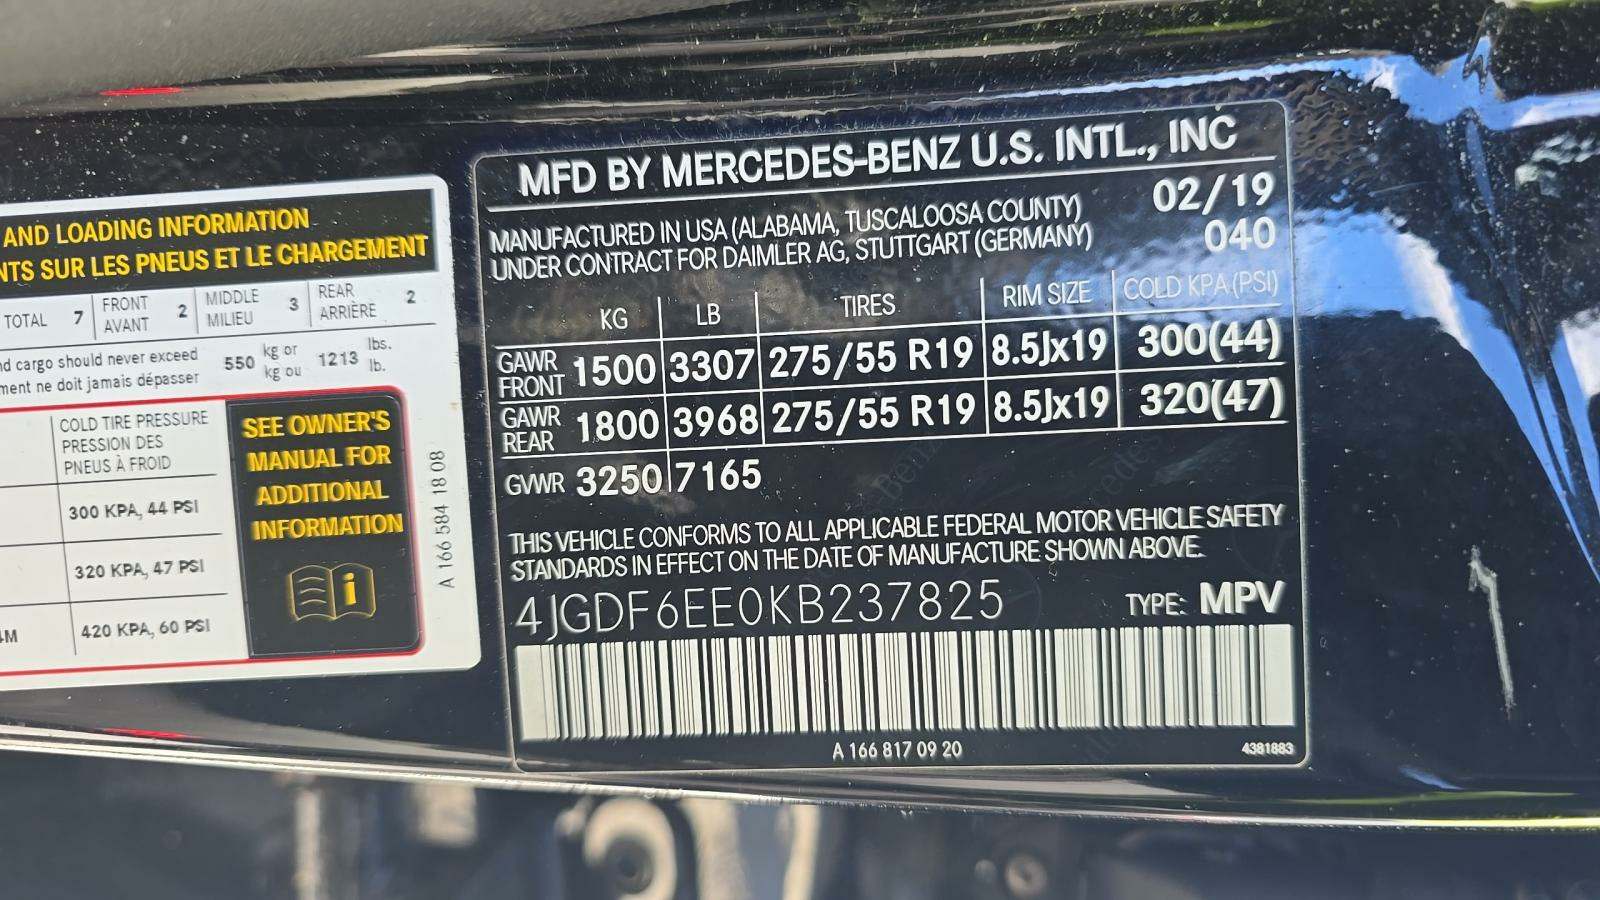 AND LOADING INFORMATION
NTS SUR LES PNEUS ET LE CHARGEMENT
TOTAL 7 FRONT AVANT 2 MIDDLE MILIEU 3 REAR ARRIÈRE 2
cargo should never exceed
ne doit jamais dépasser
550 kg or kg ou 1213 lbs. lb.
COLD TIRE PRESSURE
PRESSION DES
PNEUS À FROID
300 KPA, 44 PSI
320 KPA, 47 PSI
420 KPA, 60 PSI
SEE OWNER'S
MANUAL FOR
ADDITIONAL
INFORMATION
A 166 584 18 08
MFD BY MERCEDES-BENZ U.S. INTL., INC
MANUFACTURED IN USA (ALABAMA, TUSCALOOSA COUNTY) 02/19
UNDER CONTRACT FOR DAIMLER AG, STUTTGART (GERMANY) 040
KG LB TIRES RIM SIZE COLD KPA(PSI)
GAWR FRONT 1500 3307 275/55 R19 8.5Jx19 300(44)
GAWR REAR 1800 3968 275/55 R19 8.5Jx19 320(47)
GVWR 3250 7165
THIS VEHICLE CONFORMS TO ALL APPLICABLE FEDERAL MOTOR VEHICLE SAFETY
STANDARDS IN EFFECT ON THE DATE OF MANUFACTURE SHOWN ABOVE.
4JGDF6EE0KB237825 TYPE: MPV
A 166 817 09 20 4381883